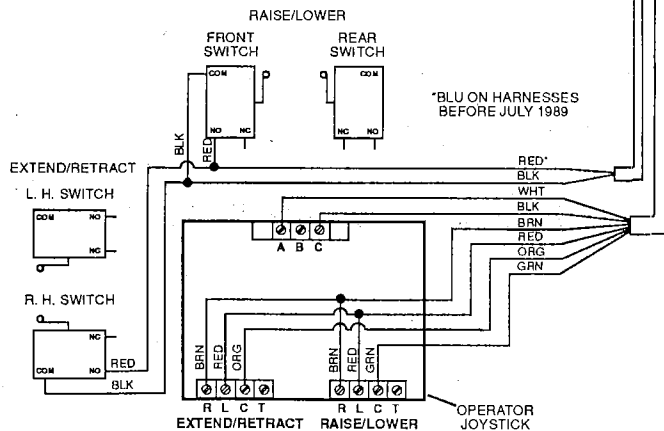 RAISE/LOWER
FRONT SWITCH
REAR SWITCH
COM
NO
NC
COM
NC
NO
BLK
RED
*BLU ON HARNESSES
BEFORE JULY 1989
EXTEND/RETRACT
RED*
BLK
L. H. SWITCH
COM
NO
NC
WHT
BLK
BRN
RED
ORG
GRN
A B C
R. H. SWITCH
NC
COM
NO
RED
BLK
BRN
RED
ORG
BRN
RED
GRN
R L C T
R L C T
EXTEND/RETRACT
RAISE/LOWER
OPERATOR
JOYSTICK